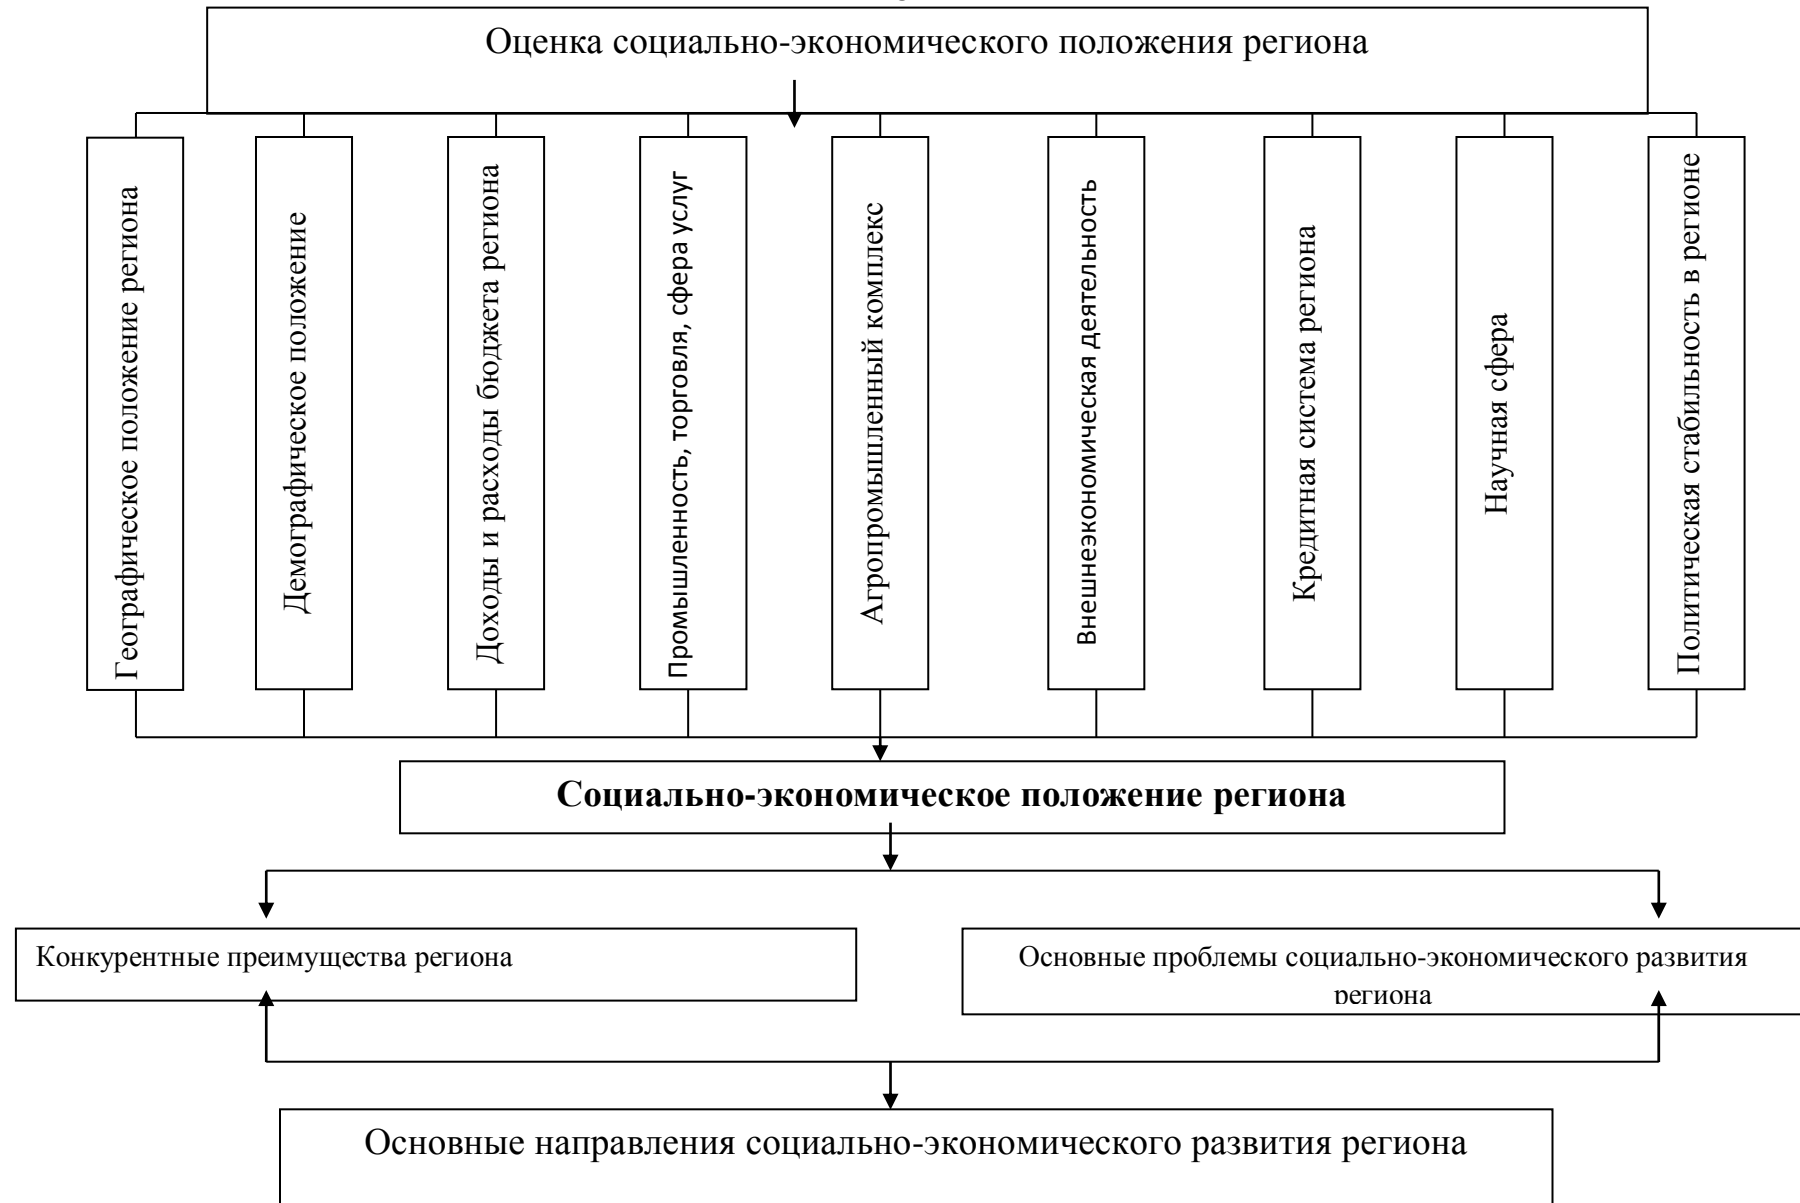 Оценка социально-экономического положения региона
Географическое положение региона
Демографическое положение
Доходы и расходы бюджета региона
Промышленность, торговля, сфера услуг
Агропромышленный комплекс
Внешнеэкономическая деятельность
Кредитная система региона
Научная сфера
Политическая стабильность в регионе
Социально-экономическое положение региона
Конкурентные преимущества региона
Основные проблемы социально-экономического развития
региона
Основные направления социально-экономического развития региона